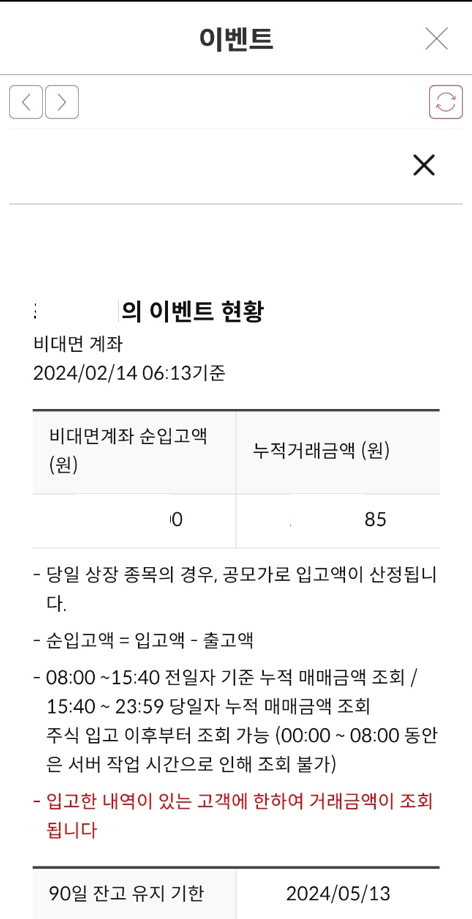 이벤트
의 이벤트 현황
비대면 계좌
2024/02/14 06:13기준
비대면계좌 순입고액
(원)
누적거래금액 (원)
0
85
- 당일 상장 종목의 경우, 공모가로 입고액이 산정됩니
다.
- 순입고액 = 입고액 - 출고액
- 08:00 ~15:40 전일자 기준 누적 매매금액 조회 /
15:40 ~ 23:59 당일자 누적 매매금액 조회
주식 입고 이후부터 조회 가능 (00:00 ~ 08:00 동안
은 서버 작업 시간으로 인해 조회 불가)
- 입고한 내역이 있는 고객에 한하여 거래금액이 조회
됩니다
90일 잔고 유지 기한
2024/05/13